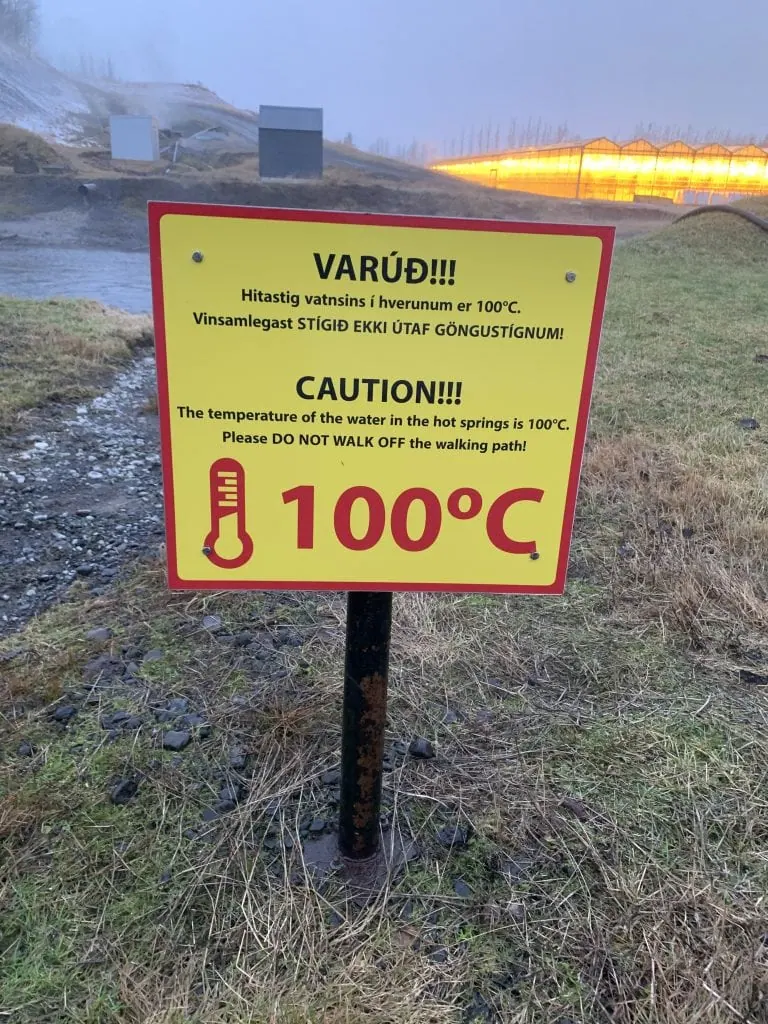 VARÚÐ!!!
Hitastig vatnsins í hverunum er 100°C.
Vinsamlegast STÍGIÐ EKKI ÚTAF GÖNGUSTÍGNUM!
CAUTION!!!
The temperature of the water in the hot springs is 100°C.
Please DO NOT WALK OFF the walking path!
100°C